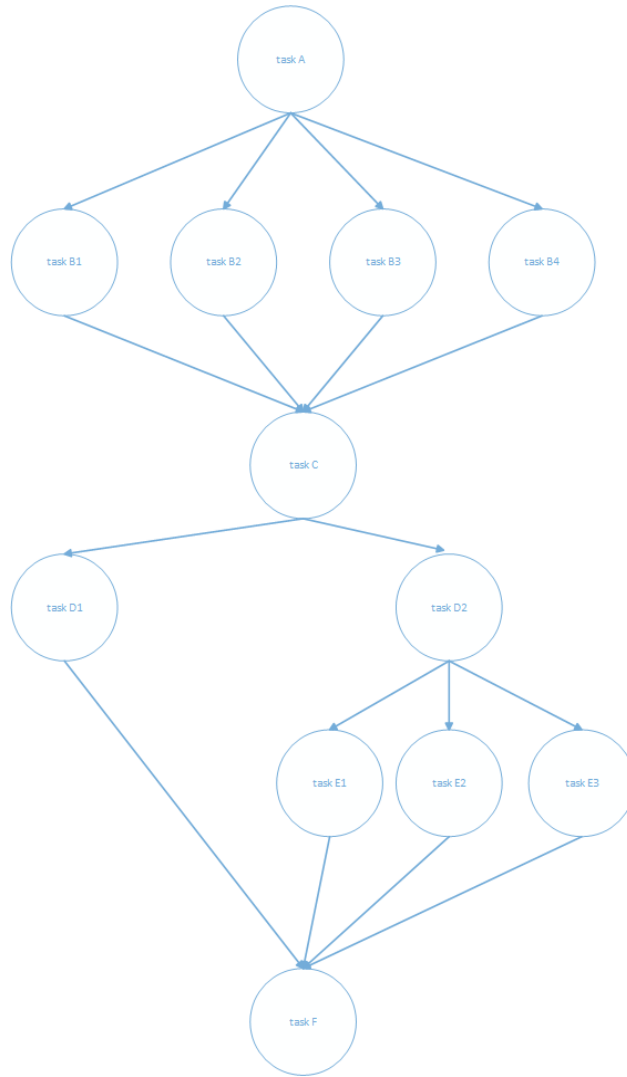 task A
task B1
task B2
task B3
task B4
task C
task D1
task D2
task E1
task E2
task E3
task F